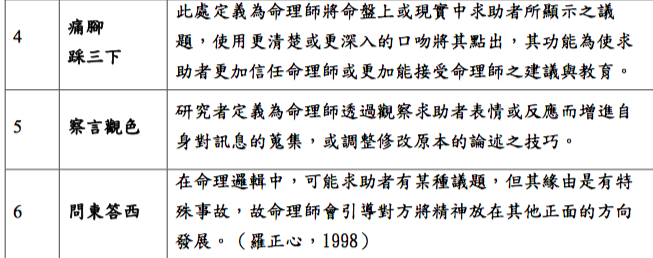 此處定義為命理師將命盤上或現實中求助者所顯示之議
4
痛腳
踩三下
題，使用更清楚或更深入的口吻將其點出，其功能為使求
助者更加信任命理師或更加能接受命理師之建議與教育。
5
察言觀色
研究者定義為命理師透過觀察求助者表情或反應而增進自
身對訊息的蒐集，或調整修改原本的論述之技巧。
6
問東答西
在命理邏輯中，可能求助者有某種議題，但其緣由是有特
殊事故，故命理師會引導對方將精神放在其他正面的方向
發展。（羅正心，1998）